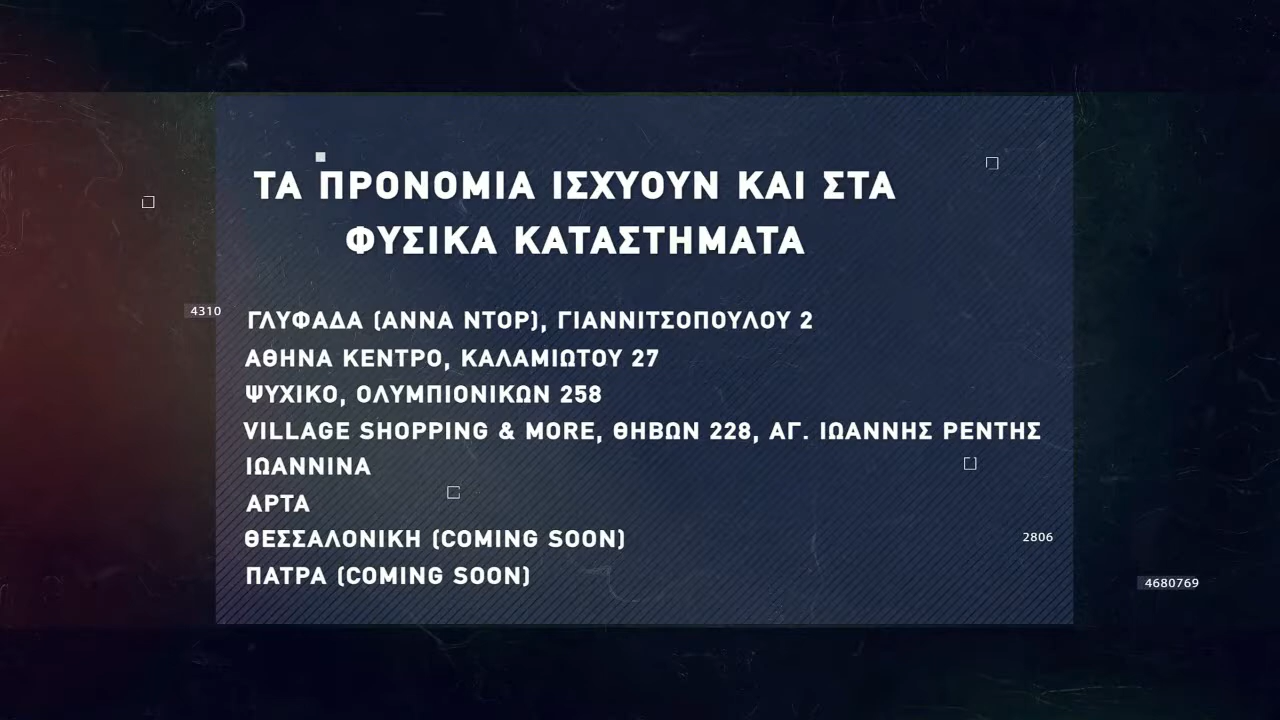 ΤΑ ΠΡΟΝΟΜΙΑ ΙΣΧΥΟΥΝ ΚΑΙ ΣΤΑ
ΦΥΣΙΚΑ ΚΑΤΑΣΤΗΜΑΤΑ
4310
ΓΛΥΦΑΔΑ (ΑΝΝΑ ΝΤΟΡ), ΓΙΑΝΝΙΤΣΟΠΟΥΛΟΥ 2
ΑΘΗΝΑ ΚΕΝΤΡΟ, ΚΑΛΑΜΙΩΤΟΥ 27
ΨΥΧΙΚΟ, ΟΛΥΜΠΙΟΝΙΚΩΝ 258
VILLAGE SHOPPING & MORE, ΘΗΒΩΝ 228, ΑΓ. ΙΩΑΝΝΗΣ ΡΕΝΤΗΣ
ΙΩΑΝΝΙΝΑ
ΑΡΤΑ
ΘΕΣΣΑΛΟΝΙΚΗ (COMING SOON)
2806
ΠΑΤΡΑ (COMING SOON)
4680769